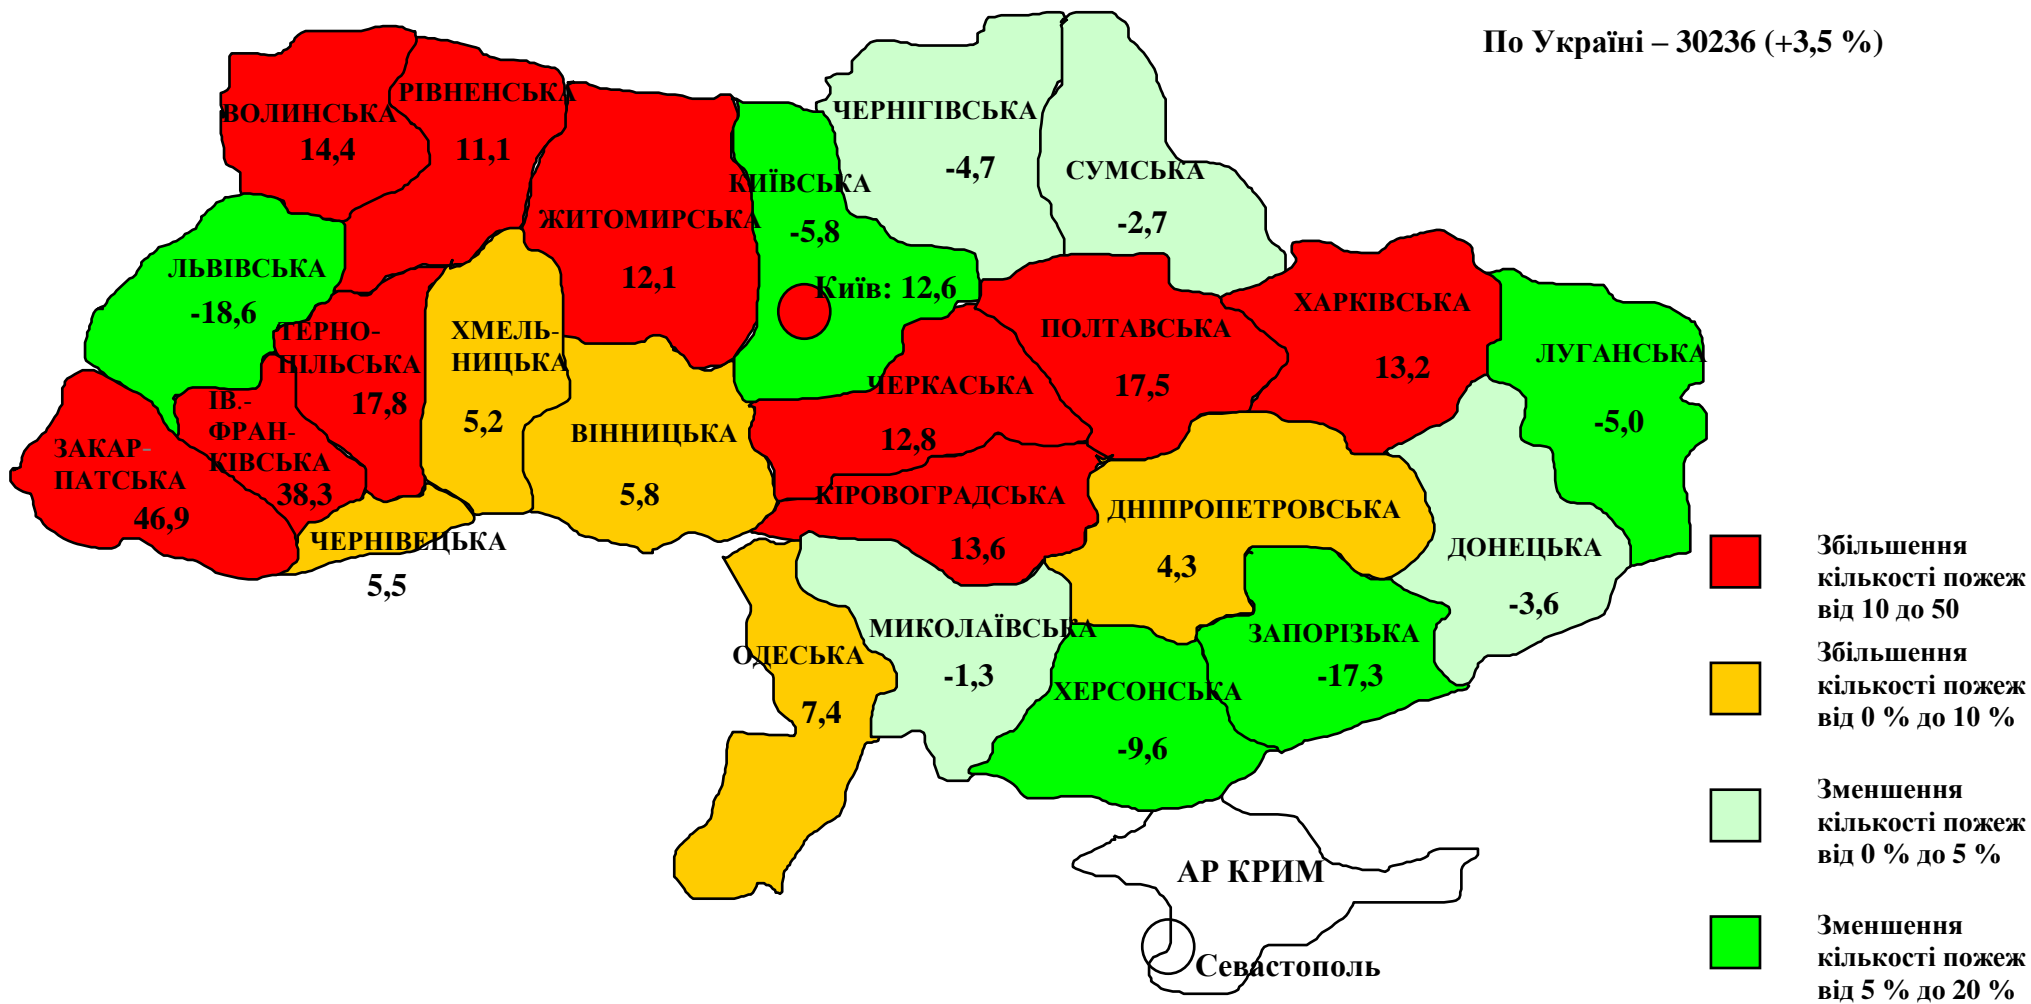 По Україні – 30236 (+3,5 %)
ВОЛИНСЬКА
14,4
РІВНЕНСЬКА
11,1
ЖИТОМИРСЬКА
12,1
КИЇВСЬКА
-5,8
Київ: 12,6
ЧЕРНІГІВСЬКА
-4,7
СУМСЬКА
-2,7
ЛЬВІВСЬКА
-18,6
ТЕРНО-
ПІЛЬСЬКА
17,8
ХМЕЛЬ-
НИЦЬКА
5,2
ВІННИЦЬКА
5,8
ЧЕРКАСЬКА
12,8
ПОЛТАВСЬКА
17,5
ХАРКІВСЬКА
13,2
ЛУГАНСЬКА
-5,0
ЗАКАР-
ПАТСЬКА
46,9
ІВ.-
ФРАН-
КІВСЬКА
38,3
ЧЕРНІВЕЦЬКА
5,5
КІРОВОГРАДСЬКА
13,6
ДНІПРОПЕТРОВСЬКА
4,3
ДОНЕЦЬКА
-3,6
ОДЕСЬКА
7,4
МИКОЛАЇВСЬКА
-1,3
ХЕРСОНСЬКА
-9,6
ЗАПОРІЗЬКА
-17,3
АР КРИМ
Севастополь
Збільшення
кількості пожеж
від 10 до 50
Збільшення
кількості пожеж
від 0 % до 10 %
Зменшення
кількості пожеж
від 0 % до 5 %
Зменшення
кількості пожеж
від 5 % до 20 %